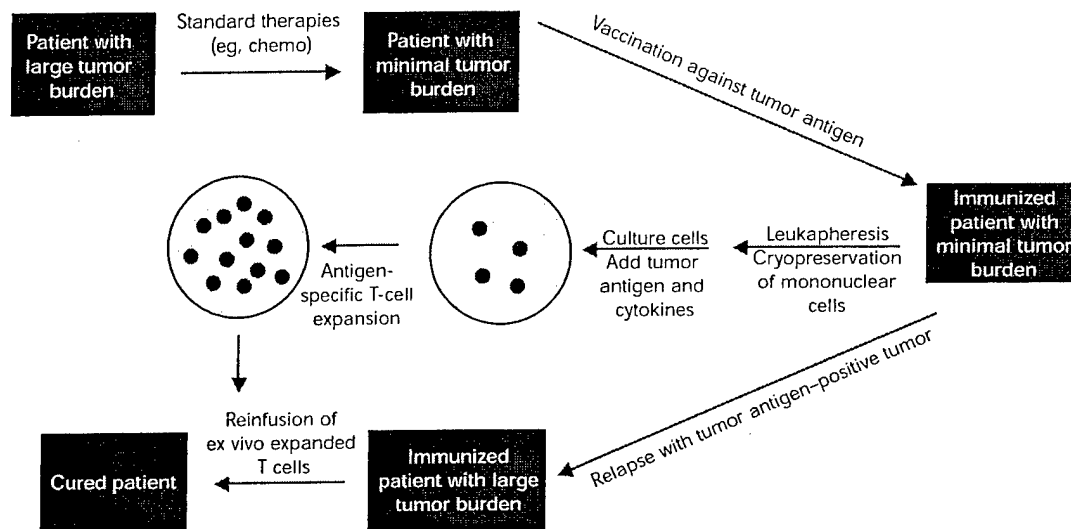 Patient with
large tumor
burden
Standard therapies
(eg, chemo)
Patient with
minimal tumor
burden
Vaccination against tumor antigen
Immunized
patient with
minimal tumor
burden
Leukapheresis
Cryopreservation
of mononuclear
cells
Culture cells
Add tumor
antigen and
cytokines
Antigen-
specific T-cell
expansion
Relapse with tumor antigen–positive tumor
Reinfusion of
ex vivo expanded
T cells
Immunized
patient with large
tumor burden
Cured patient